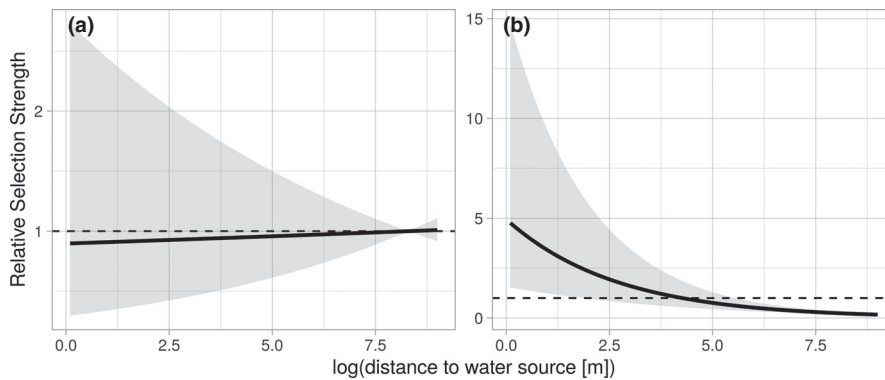 (a)
(b)
Relative Selection Strength
2
1
15
10
5
0
0.0 2.5 5.0 7.5
0.0 2.5 5.0 7.5
log(distance to water source [m])